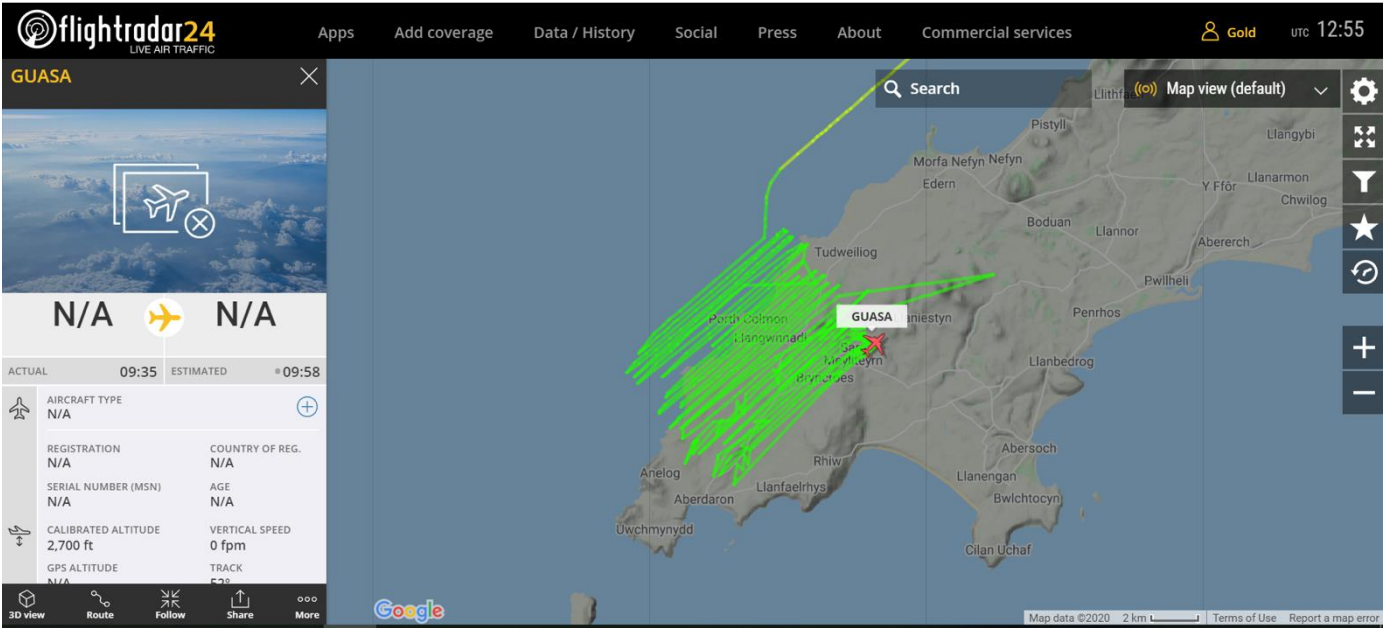 flightradar24
LIVE AIR TRAFFIC
Apps Add coverage Data / History Social Press About Commercial services Gold UTC 12:55
GUASA
N/A N/A
ACTUAL 09:35 ESTIMATED 09:58
AIRCRAFT TYPE
N/A
REGISTRATION COUNTRY OF REG.
N/A N/A
SERIAL NUMBER (MSN) AGE
N/A N/A
CALIBRATED ALTITUDE VERTICAL SPEED
2,700 ft 0 fpm
GPS ALTITUDE TRACK
N/A 52°
3D view Route Follow Share More
Search
Map view (default)
Pistyll
Llangybi
Morfa Nefyn Nefyn
Edern
Y Ffôr
Llanarmon
Chwilog
Boduan
Llannor
Abererch
Tudweiliog
Pwllheli
Porth Colmon
Llangwnnadl
GUASA
Penrhos
Bryncroes
Llanbedrog
Rhiw
Abersoch
Anelog
Llanengan
Aberdaron
Llanfaelrhys
Bwlchtocyn
Uwchmynydd
Cilan Uchaf
Google
Map data ©2020 2 km Terms of Use Report a map error